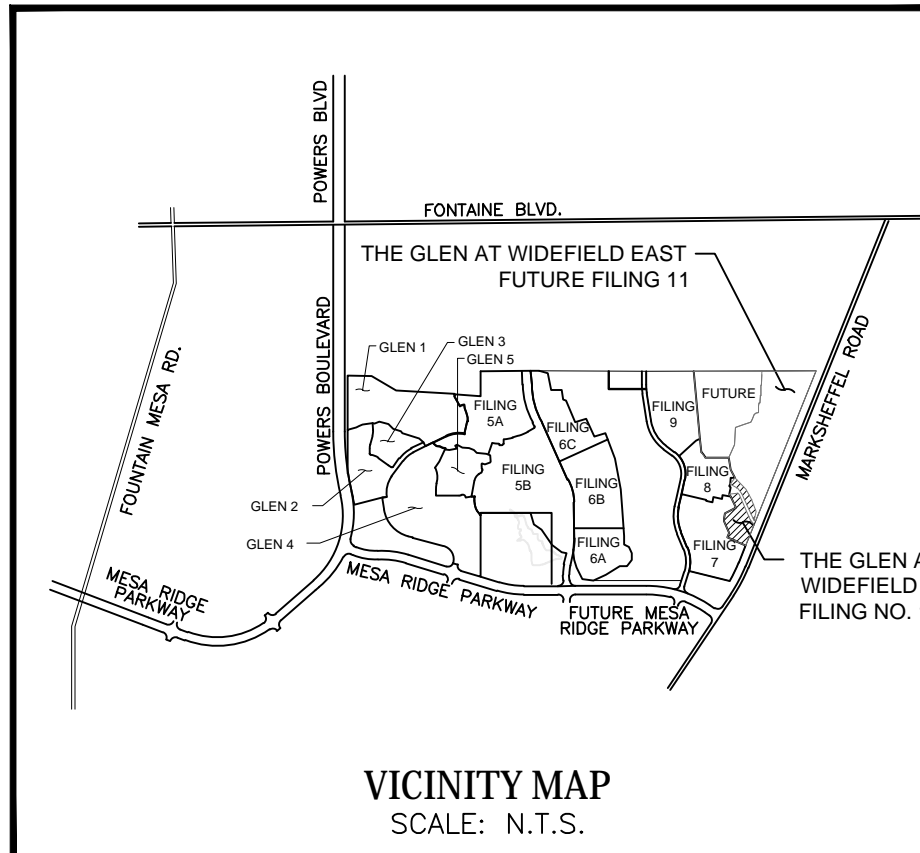 POWERS BLVD
FONTAINE BLVD.
THE GLEN AT WIDEFIELD EAST
FUTURE FILING 11
FOUNTAIN MESA RD.
POWERS BOULEVARD
MARKSHEFFEL ROAD
GLEN 1
GLEN 3
GLEN 5
FILING
5A
FILING
6C
FILING
9
FUTURE
GLEN 2
FILING
5B
FILING
6B
FILING
8
GLEN 4
FILING
6A
FILING
7
THE GLEN A
WIDEFIELD
FILING NO.
MESA RIDGE
PARKWAY
MESA RIDGE PARKWAY
FUTURE MESA
RIDGE PARKWAY
VICINITY MAP
SCALE: N.T.S.